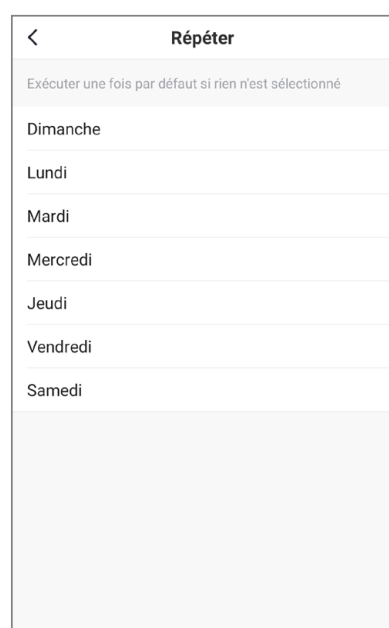 Répéter
Exécuter une fois par défaut si rien n'est sélectionné
Dimanche
Lundi
Mardi
Mercredi
Jeudi
Vendredi
Samedi